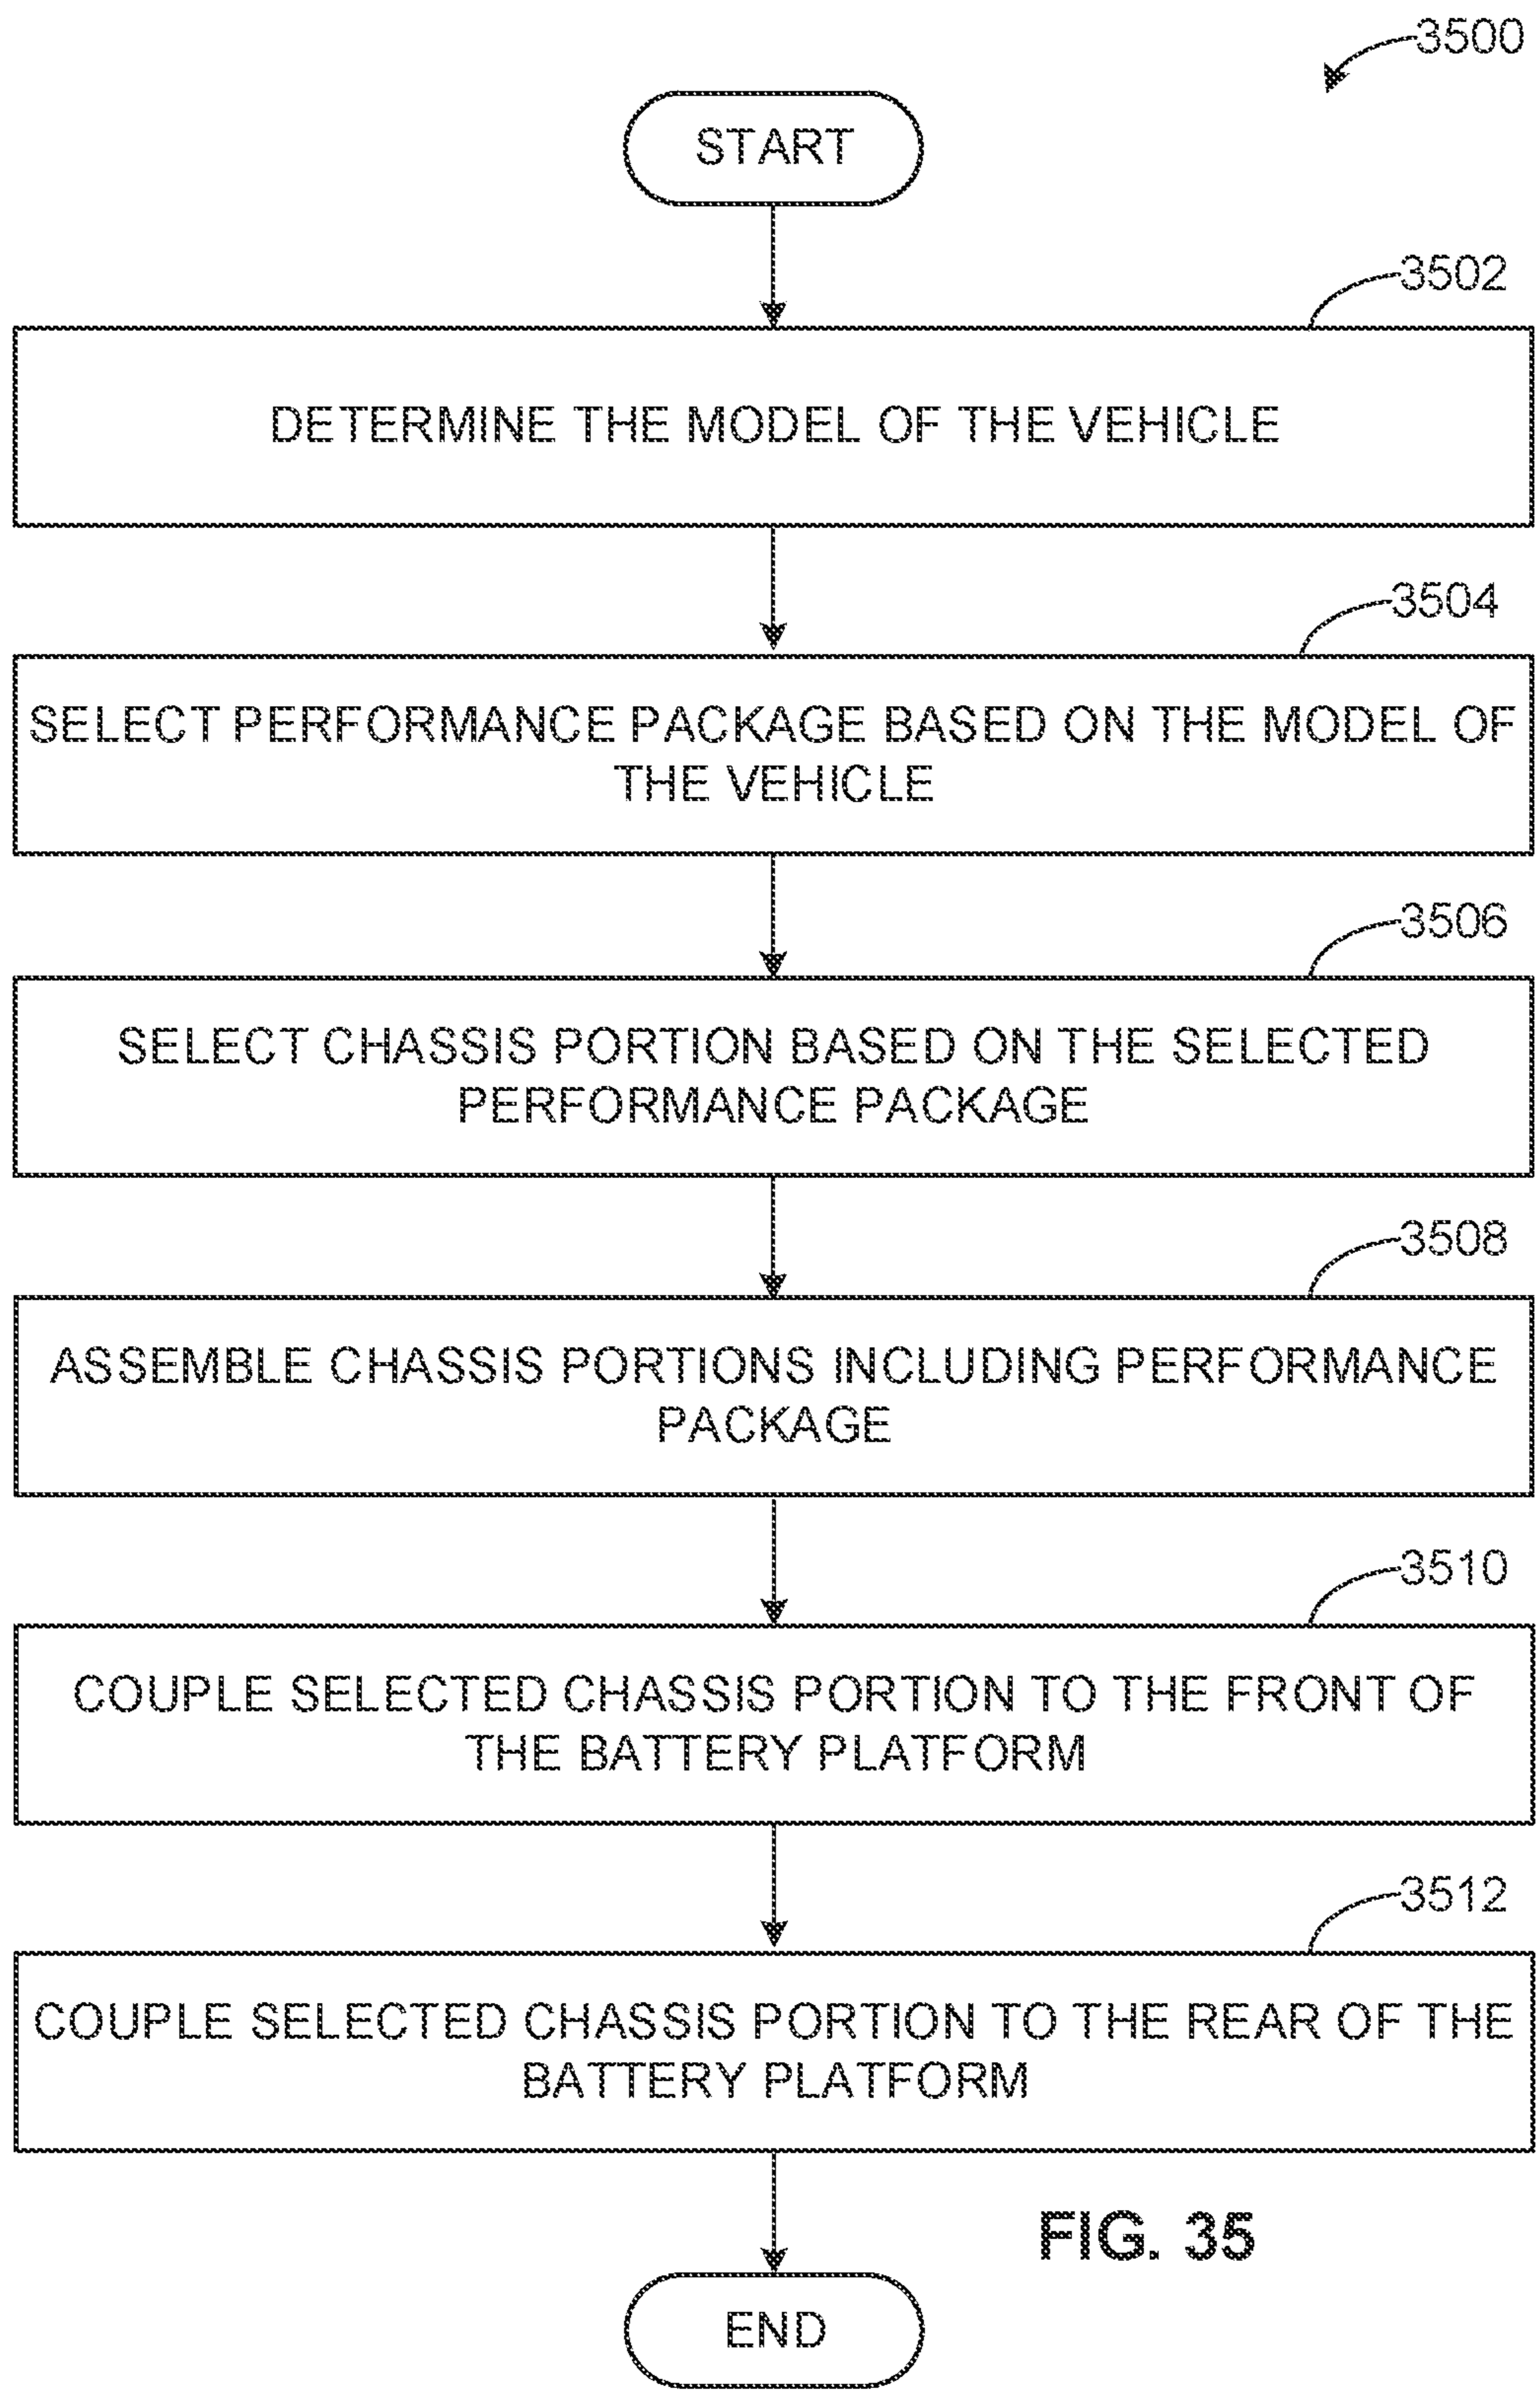 3500
START
3502
DETERMINE THE MODEL OF THE VEHICLE
3504
SELECT PERFORMANCE PACKAGE BASED ON THE MODEL OF
THE VEHICLE
3506
SELECT CHASSIS PORTION BASED ON THE SELECTED
PERFORMANCE PACKAGE
3508
ASSEMBLE CHASSIS PORTIONS INCLUDING PERFORMANCE
PACKAGE
3510
COUPLE SELECTED CHASSIS PORTION TO THE FRONT OF
THE BATTERY PLATFORM
3512
COUPLE SELECTED CHASSIS PORTION TO THE REAR OF THE
BATTERY PLATFORM
FIG. 35
END